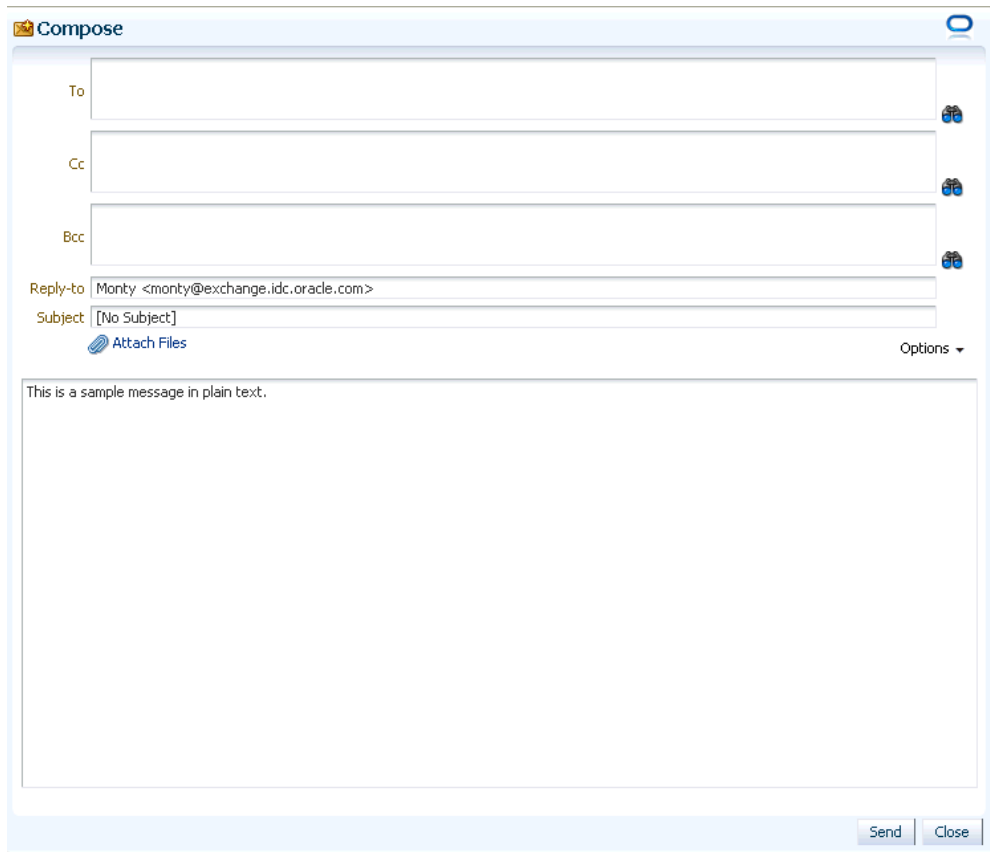 Compose
To
Cc
Bcc
Reply-to Monty <monty@exchange.idc.oracle.com>
Subject [No Subject]
Attach Files
Options
This is a sample message in plain text.
Send Close